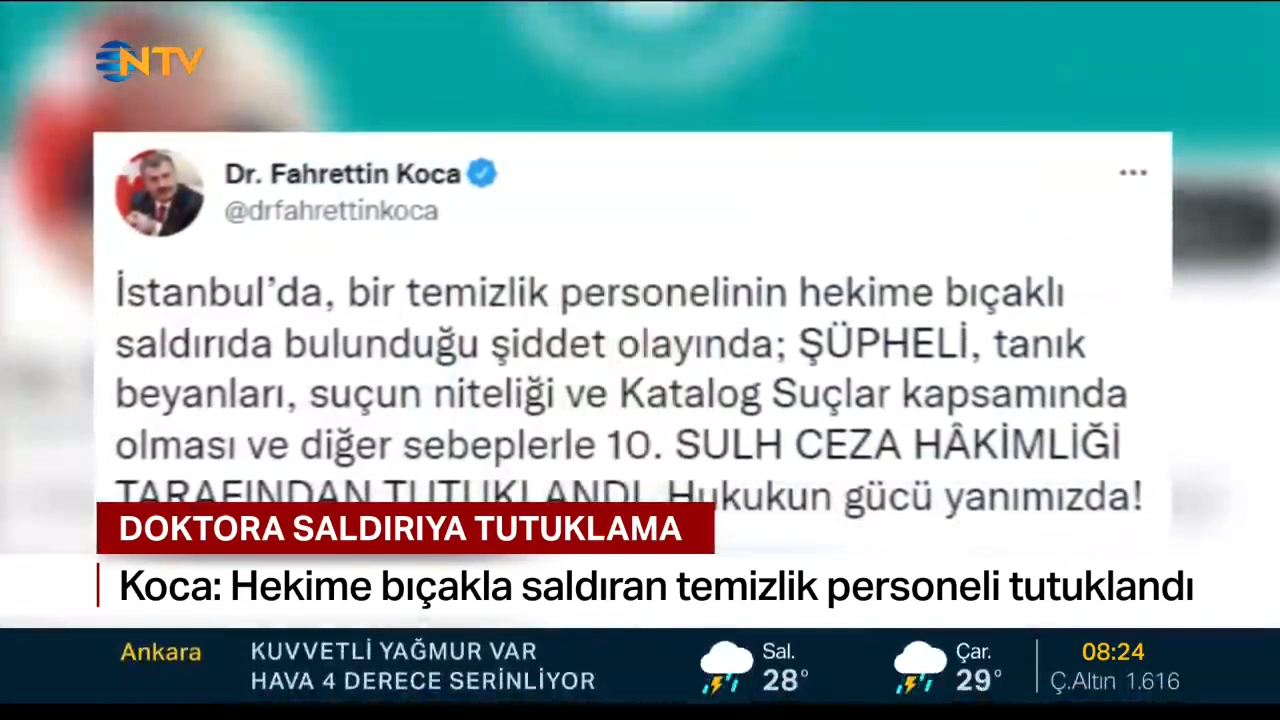 NTV
Dr. Fahrettin Koca
@drfahrettinkoca
İstanbul'da, bir temizlik personelinin hekime bıçaklı
saldırıda bulunduğu şiddet olayında; ŞÜPHELİ, tanık
beyanları, suçun niteliği ve Katalog Suçlar kapsamında
olması ve diğer sebeplerle 10. SULH CEZA HÂKİMLİĞİ
TARAFINDAN TUTUKLANDI. Hukukun gücü yanımızda!
DOKTORA SALDIRIYA TUTUKLAMA
Koca: Hekime bıçakla saldıran temizlik personeli tutuklandı
Ankara
KUVVETLİ YAĞMUR VAR
HAVA 4 DERECE SERİNLİYOR
Sal.
28°
Çar.
29°
08:24
Ç.Altın 1.616